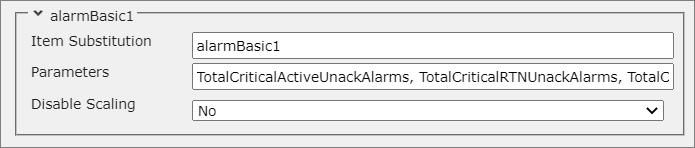 alarmBasic1
Item Substitution alarmBasic1
Parameters TotalCriticalActiveUnackAlarms, TotalCriticalRTNUnackAlarms, TotalC
Disable Scaling No